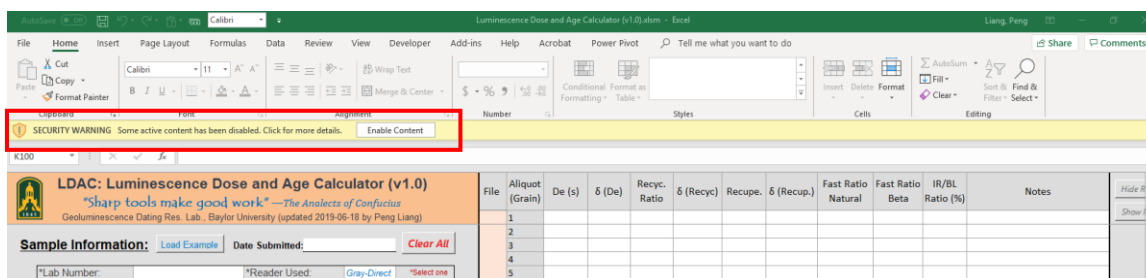 AutoSave Off Calibri Luminescence Dose and Age Calculator (v1.0).xlsm - Excel Liang, Peng
File Home Insert Page Layout Formulas Data Review View Developer Add-ins Help Acrobat Power Pivot Tell me what you want to do Share Comments
Cut Calibri 11 A^ A˅ Wrap Text AutoSum
Copy Fill
Paste Format Painter B I U A Merge & Center $ % 9 Conditional Format as Insert Delete Format Clear Sort & Find &
Formatting Table Filter Select
Clipboard Font Alignment Number Styles Cells Editing
SECURITY WARNING Some active content has been disabled. Click for more details. Enable Content
K100 fx
LDAC: Luminescence Dose and Age Calculator (v1.0)
"Sharp tools make good work" —The Analects of Confucius
Geoluminescence Dating Res. Lab., Baylor University (updated 2019-06-18 by Peng Liang)
File Aliquot (Grain) De (s) δ (De) Recyc. Ratio δ (Recyc) Recupe. δ (Recup.) Fast Ratio Natural Fast Ratio Beta IR/BL Ratio (%) Notes
Hide
Show
1
2
Sample Information: Load Example Date Submitted: Clear All
3
4
*Lab Number: *Reader Used: Gray-Direct *Select one
5